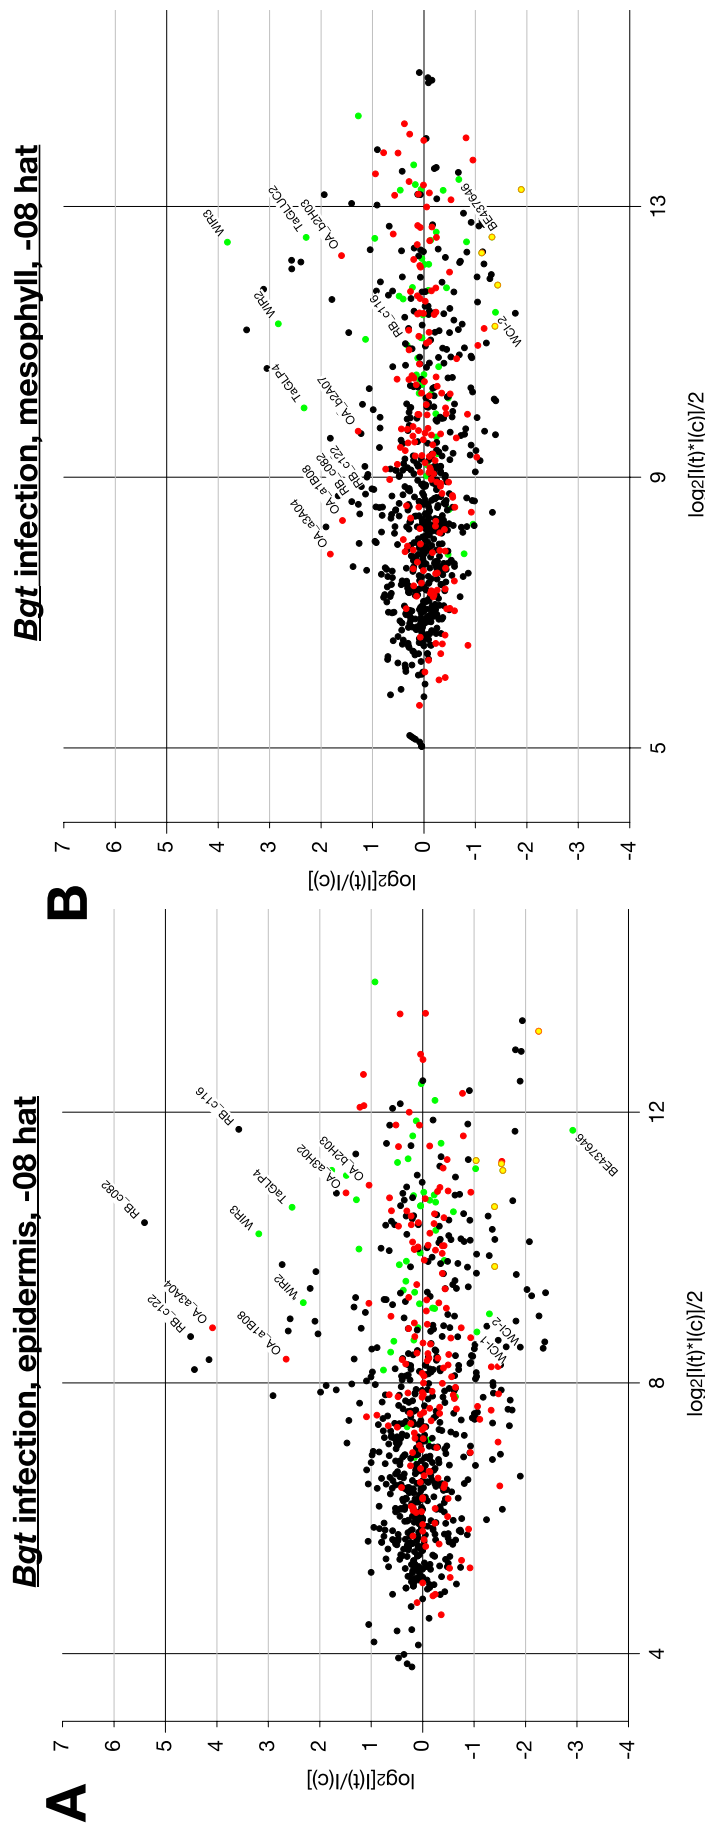 A
Bgt infection, epidermis, -08 hat
log2[I(t)/I(c)]
7
6
5
4
3
2
1
0
-1
-2
-3
-4
4
8
12
log2[I(t)*I(c)]/2
RB_c122
OA_a3A04
RB_c082
RB_c116
OA_a1B08
WIR2
WIR3
TaGLP4
OA_a3H02
OA_b2H03
WCI-1
WCI-2
BE437646
B
Bgt infection, mesophyll, -08 hat
log2[I(t)/I(c)]
7
6
5
4
3
2
1
0
-1
-2
-3
-4
5
9
13
log2[I(t)*I(c)]/2
OA_a3A04
OA_a1B08
RB_c082
RB_c122
OA_b2A07
TaGLP4
WIR2
WIR3
TaGLUC2
OA_b2H03
RB_c116
WCI-2
BE437646